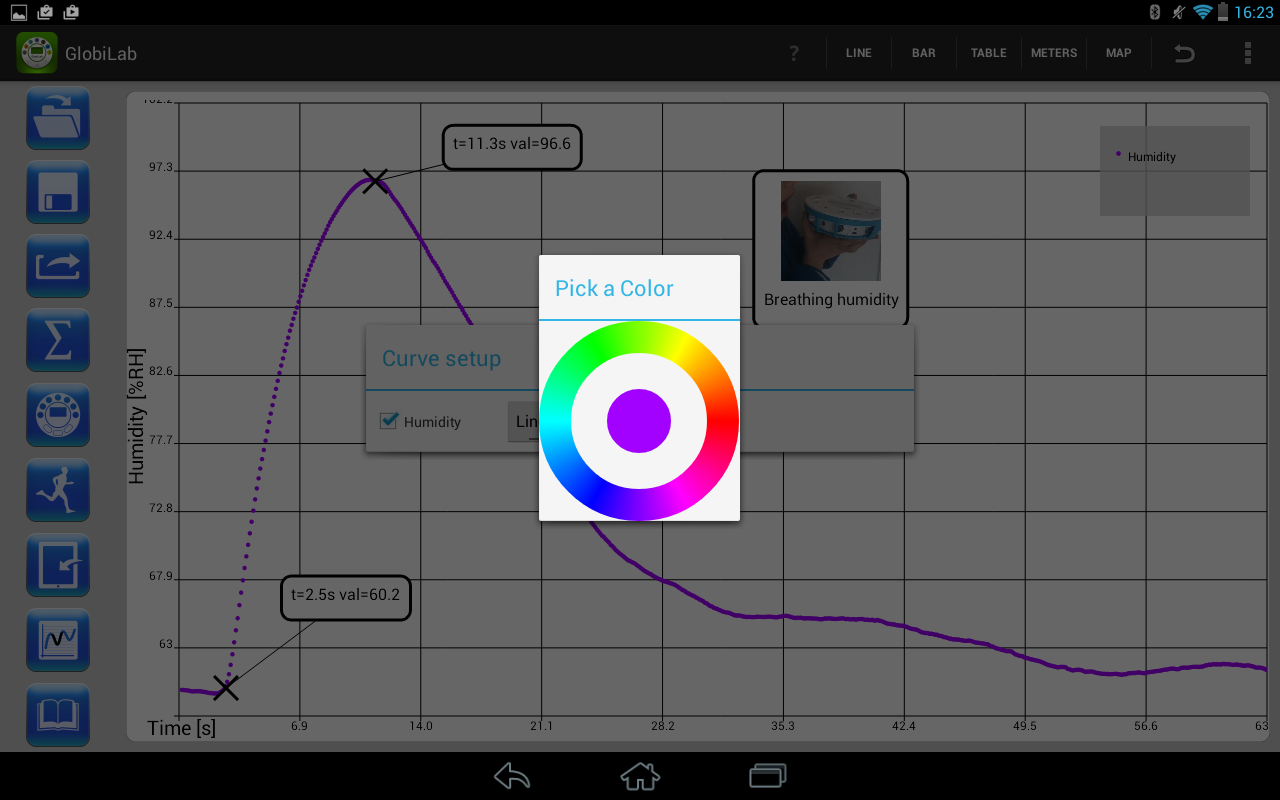 16:23
GlobiLab
?
LINE
BAR
TABLE
METERS
MAP
102.2
97.3
92.4
87.5
82.6
77.7
72.8
67.9
63
Humidity [%RH]
t=11.3s val=96.6
Humidity
Breathing humidity
Pick a Color
Curve setup
Humidity
Lin
t=2.5s val=60.2
Time [s]
6.9
14.0
21.1
28.2
35.3
42.4
49.5
56.6
63